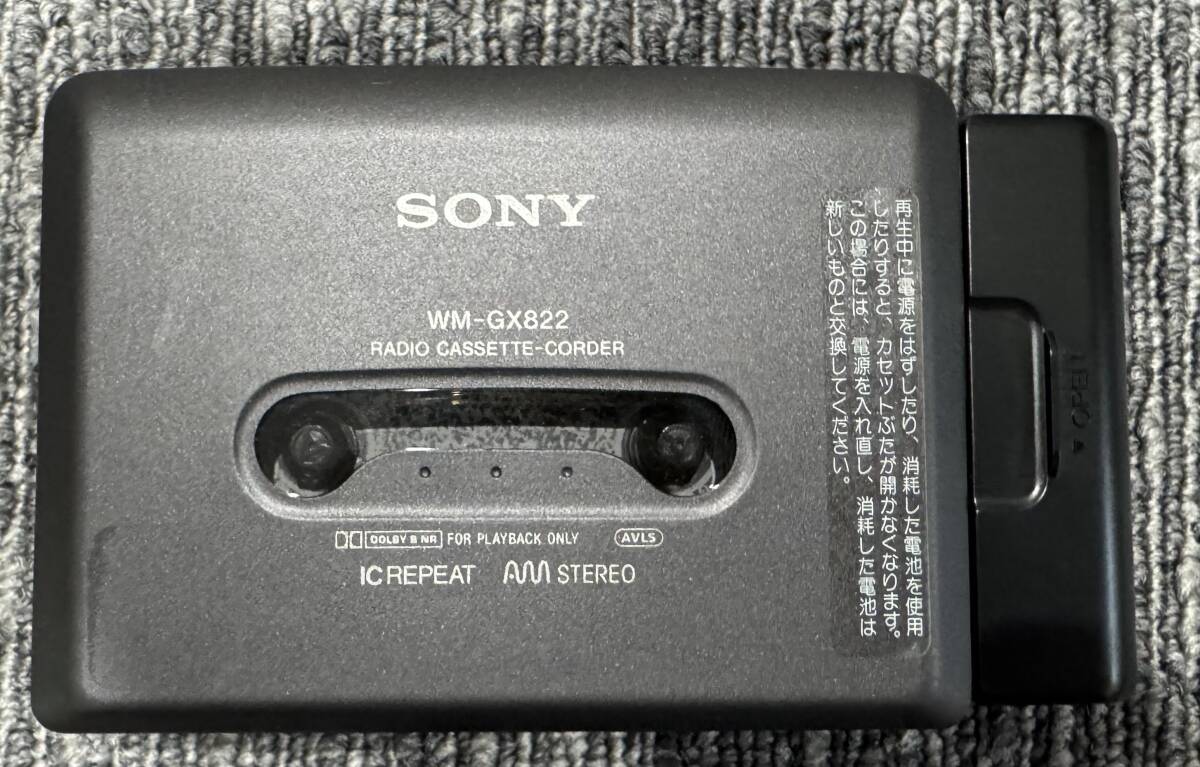 SONY
WM-GX822
RADIO CASSETTE-CORDER
DOLBY B NR FOR PLAYBACK ONLY AVLS
IC REPEAT AM STEREO
再生中に電源をはずしたり、消耗した電池を使用
したりすると、カセットぶたが開かなくなります。
この場合には、電源を入れ直し、消耗した電池は
新しいものと交換してください。
OPEN